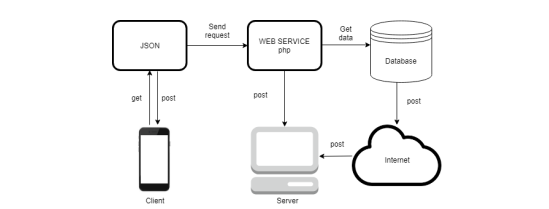 Send
request
Get
data
JSON
WEB SERVICE
php
Database
get
post
post
post
post
Internet
Client
Server